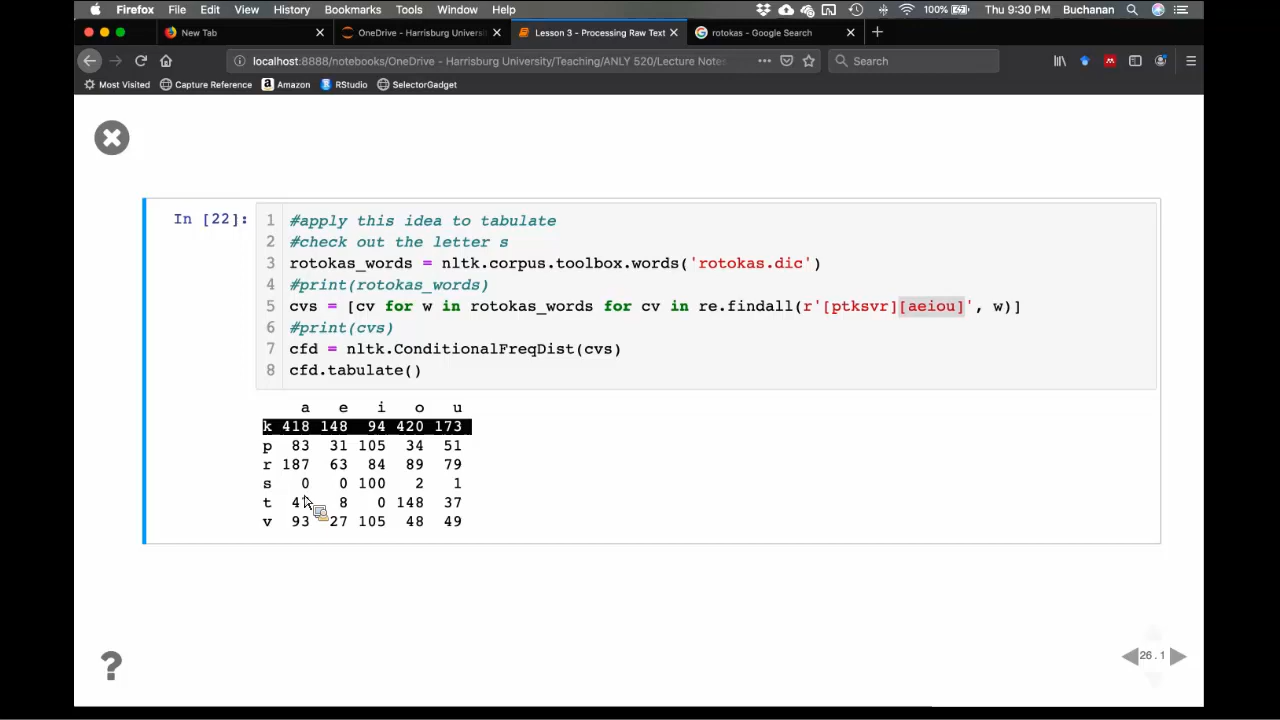 Firefox File Edit View History Bookmarks Tools Window Help 100% Thu 9:30 PM Buchanan
New Tab OneDrive - Harrisburg Universi Lesson 3 - Processing Raw Text rotokas - Google Search
localhost:8888/notebooks/OneDrive - Harrisburg University/Teaching/ANLY 520/Lecture Notes Search
Most Visited Capture Reference Amazon RStudio SelectorGadget
In [22]:
1 #apply this idea to tabulate
2 #check out the letter s
3 rotokas_words = nltk.corpus.toolbox.words('rotokas.dic')
4 #print(rotokas_words)
5 cvs = [cv for w in rotokas_words for cv in re.findall(r'[ptksvr][aeiou]', w)]
6 #print(cvs)
7 cfd = nltk.ConditionalFreqDist(cvs)
8 cfd.tabulate()
a e i o u
k 418 148 94 420 173
p 83 31 105 34 51
r 187 63 84 89 79
s 0 0 100 2 1
t 8 0 148 37
v 93 27 105 48 49
?
26.1